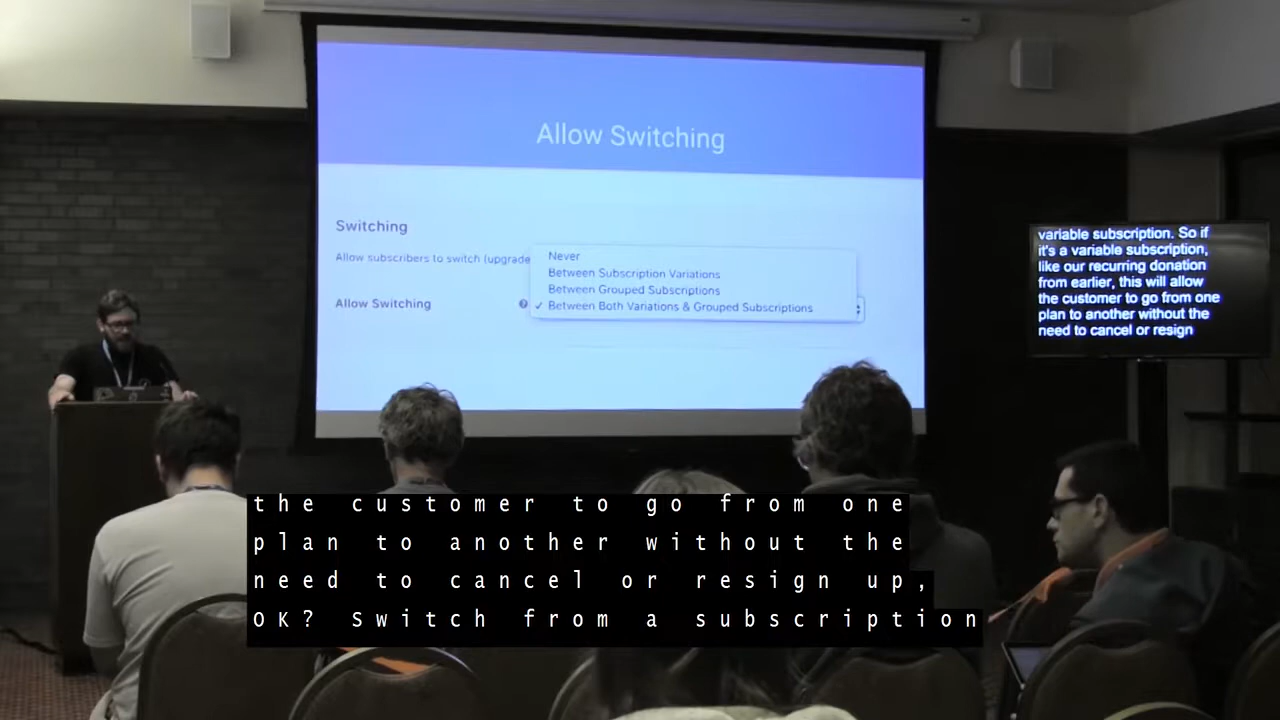 Allow Switching
Switching
Allow subscribers to switch (upgrade
Allow Switching
Never
Between Subscription Variations
Between Grouped Subscriptions
✓ Between Both Variations & Grouped Subscriptions
variable subscription. So if
it's a variable subscription,
like our recurring donation
from earlier, this will allow
the customer to go from one
plan to another without the
need to cancel or resign
the customer to go from one
plan to another without the
need to cancel or resign up,
OK? Switch from a subscription